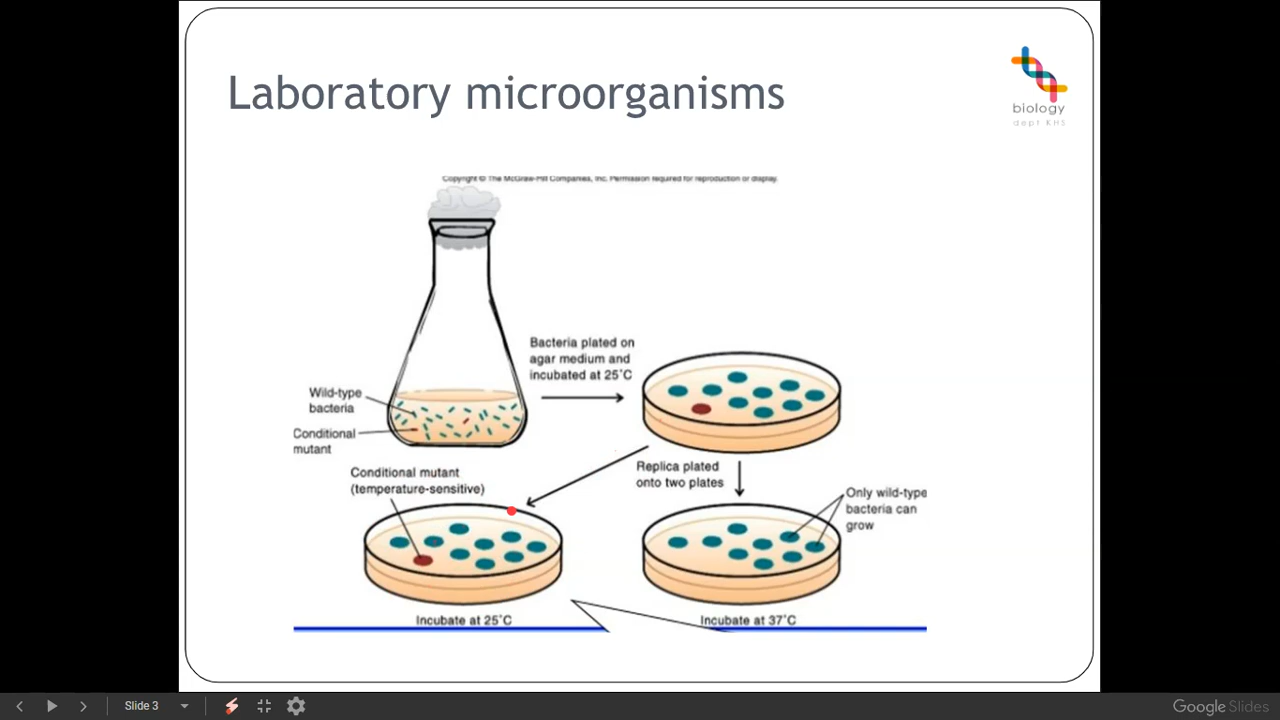 Laboratory microorganisms
biology
dept KHS
Copyright © The McGraw-Hill Companies, Inc. Permission required for reproduction or display.
Bacteria plated on
agar medium and
incubated at 25°C
Wild-type
bacteria
Conditional
mutant
Conditional mutant
(temperature-sensitive)
Replica plated
onto two plates
Only wild-type
bacteria can
grow
Incubate at 25°C
Incubate at 37°C
Slide 3
Google Slides